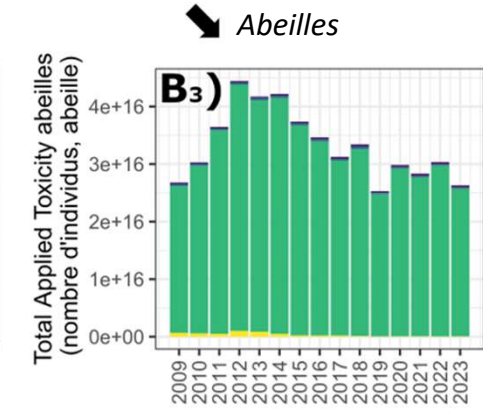 Abeilles
B₃)
Total Applied Toxicity abeilles
(nombre d'individus, abeille)
4e+16
3e+16
2e+16
1e+16
0e+00
2009
2010
2011
2012
2013
2014
2015
2016
2017
2018
2019
2020
2021
2022
2023